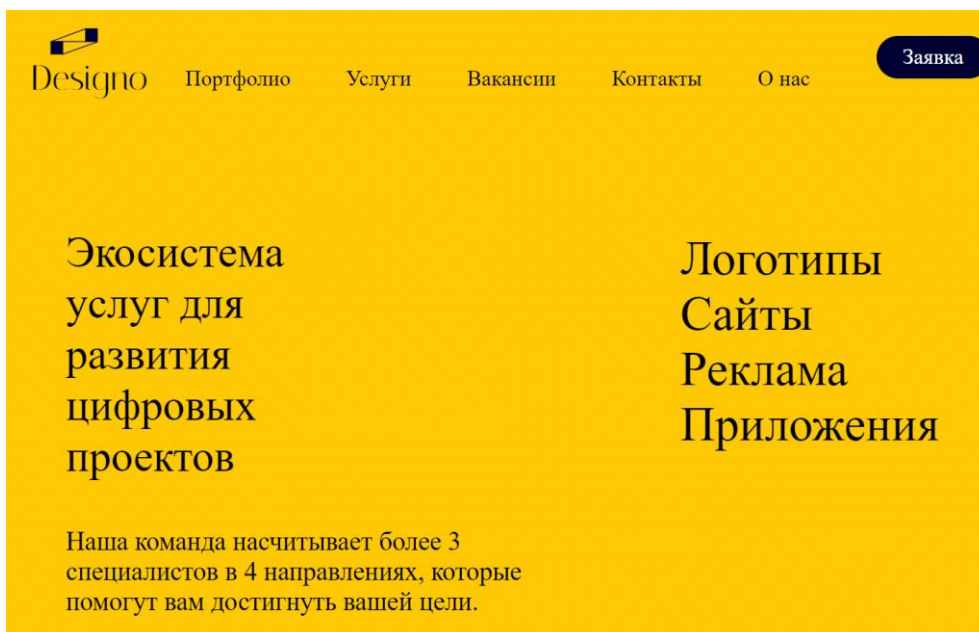 Designo Портфолио Услуги Вакансии Контакты О нас Заявка
Экосистема
услуг для
развития
цифровых
проектов
Логотипы
Сайты
Реклама
Приложения
Наша команда насчитывает более 3
специалистов в 4 направлениях, которые
помогут вам достигнуть вашей цели.